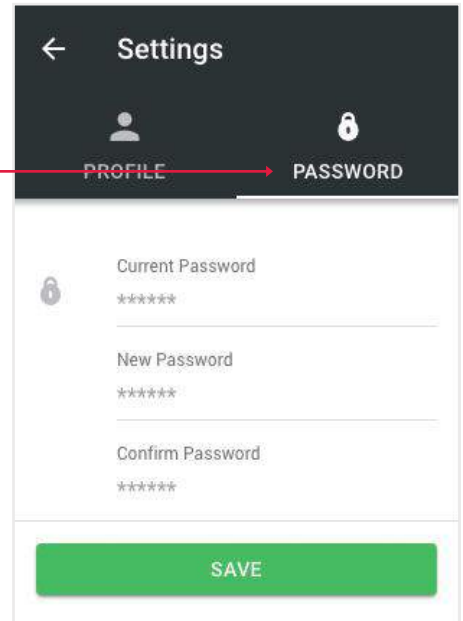 Settings
PROFILE PASSWORD
Current Password
******
New Password
******
Confirm Password
******
SAVE